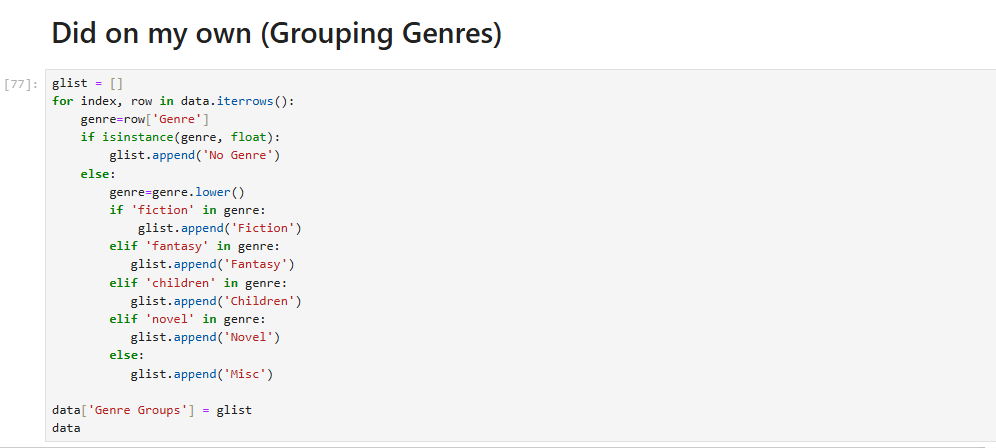 Did on my own (Grouping Genres)
[77]:
glist = []
for index, row in data.iterrows():
    genre=row['Genre']
    if isinstance(genre, float):
        glist.append('No Genre')
    else:
        genre=genre.lower()
        if 'fiction' in genre:
            glist.append('Fiction')
        elif 'fantasy' in genre:
           glist.append('Fantasy')
        elif 'children' in genre:
           glist.append('Children')
        elif 'novel' in genre:
           glist.append('Novel')
        else:
           glist.append('Misc')

data['Genre Groups'] = glist
data